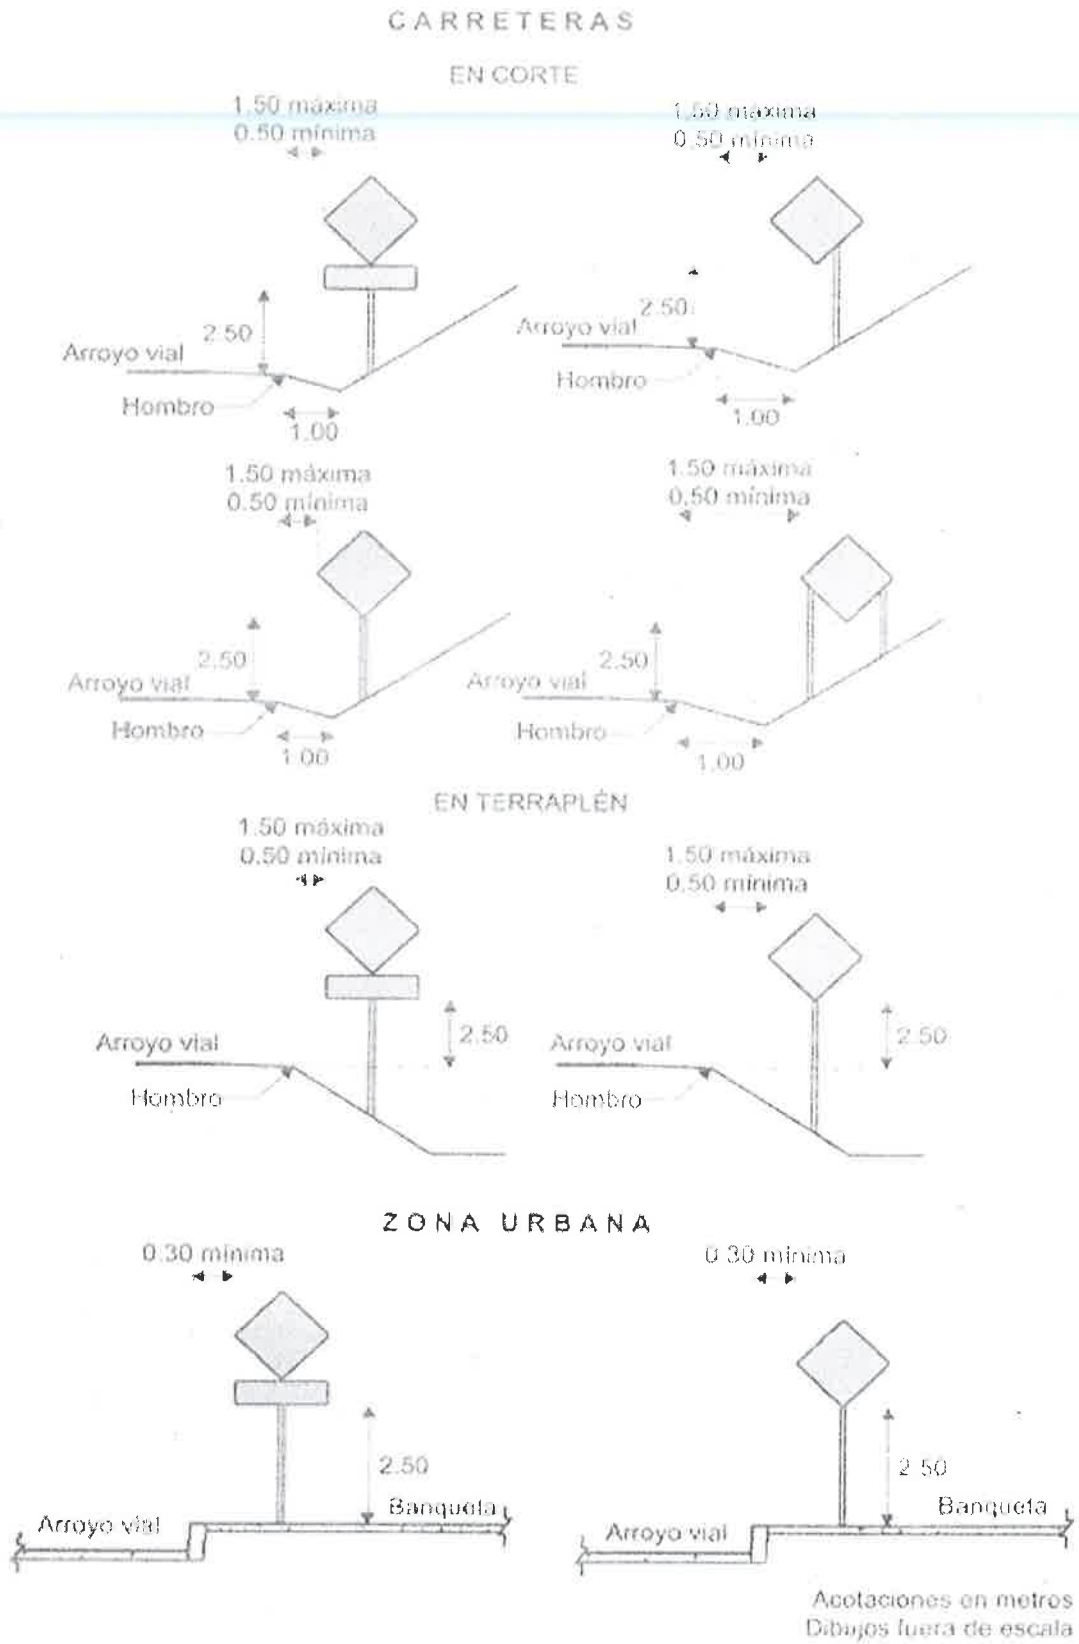 CARRETERAS
EN CORTE
1.50 máxima
0.50 mínima
1.50 máxima
0.50 mínima
2.50
Arroyo vial
Hombro
1.00
2.50
Arroyo vial
Hombro
1.00
1.50 máxima
0.50 mínima
1.50 máxima
0.50 mínima
2.50
Arroyo vial
Hombro
1.00
2.50
Arroyo vial
Hombro
1.00
EN TERRAPLÉN
1.50 máxima
0.50 mínima
1.50 máxima
0.50 mínima
2.50
Arroyo vial
Hombro
2.50
Arroyo vial
Hombro
ZONA URBANA
0.30 mínima
0.30 mínima
2.50
Banqueta
Arroyo vial
2.50
Banqueta
Arroyo vial
Acotaciones en metros
Dibujos fuera de escala